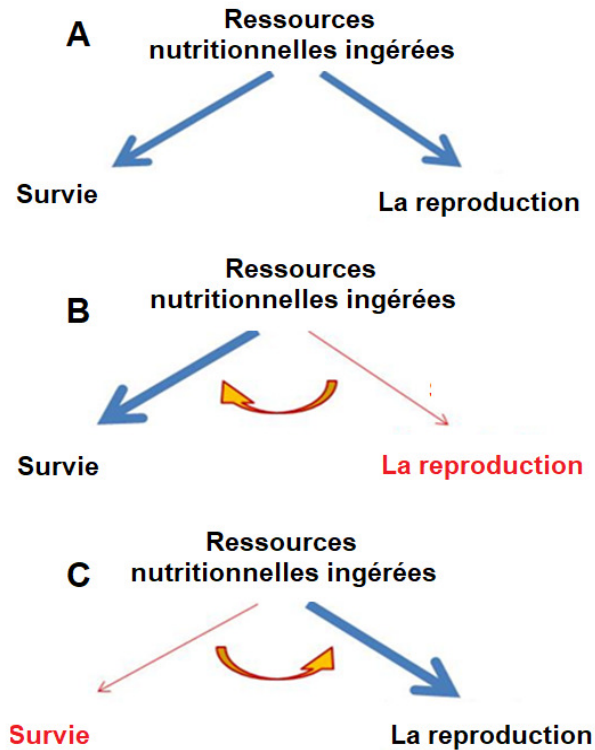 A
Ressources
nutritionnelles ingérées
Survie
La reproduction
B
Ressources
nutritionnelles ingérées
Survie
La reproduction
C
Ressources
nutritionnelles ingérées
Survie
La reproduction